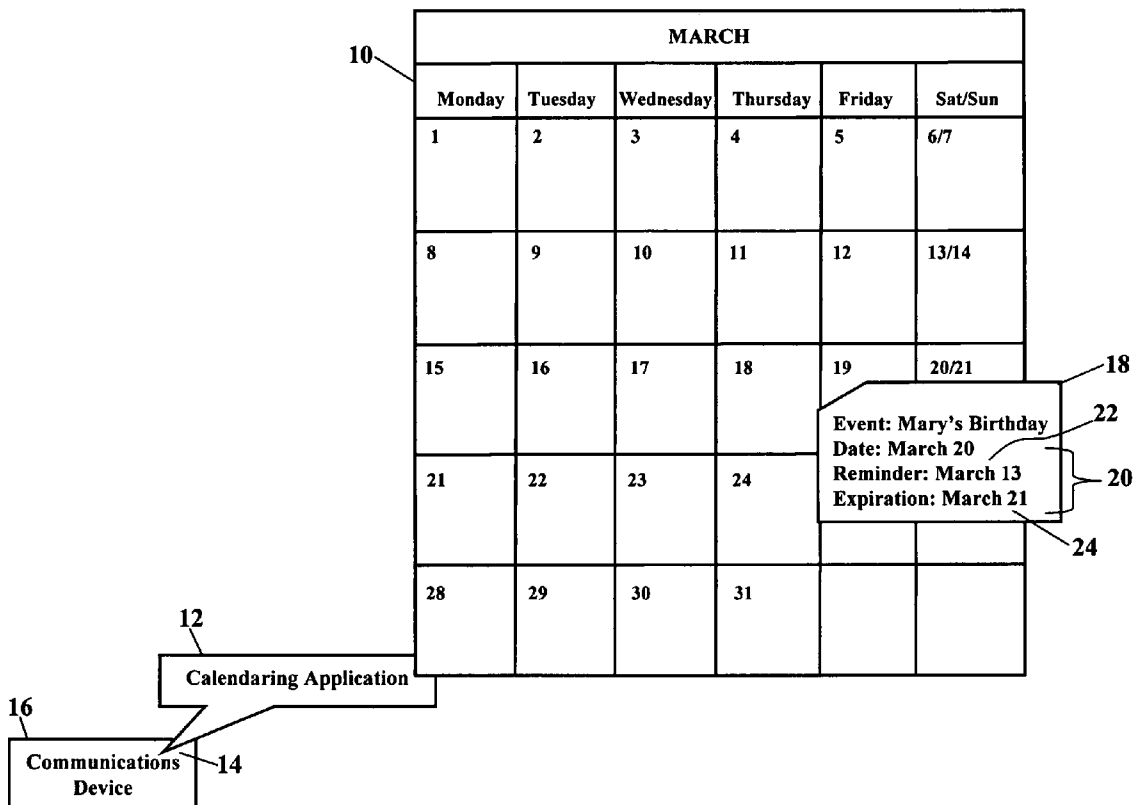 MARCH
10
Monday Tuesday Wednesday Thursday Friday Sat/Sun
1 2 3 4 5 6/7
8 9 10 11 12 13/14
15 16 17 18 19 20/21
18
Event: Mary's Birthday
22
Date: March 20
Reminder: March 13
20
Expiration: March 21
21 22 23 24
24
28 29 30 31
12
Calendaring Application
16
Communications
14
Device